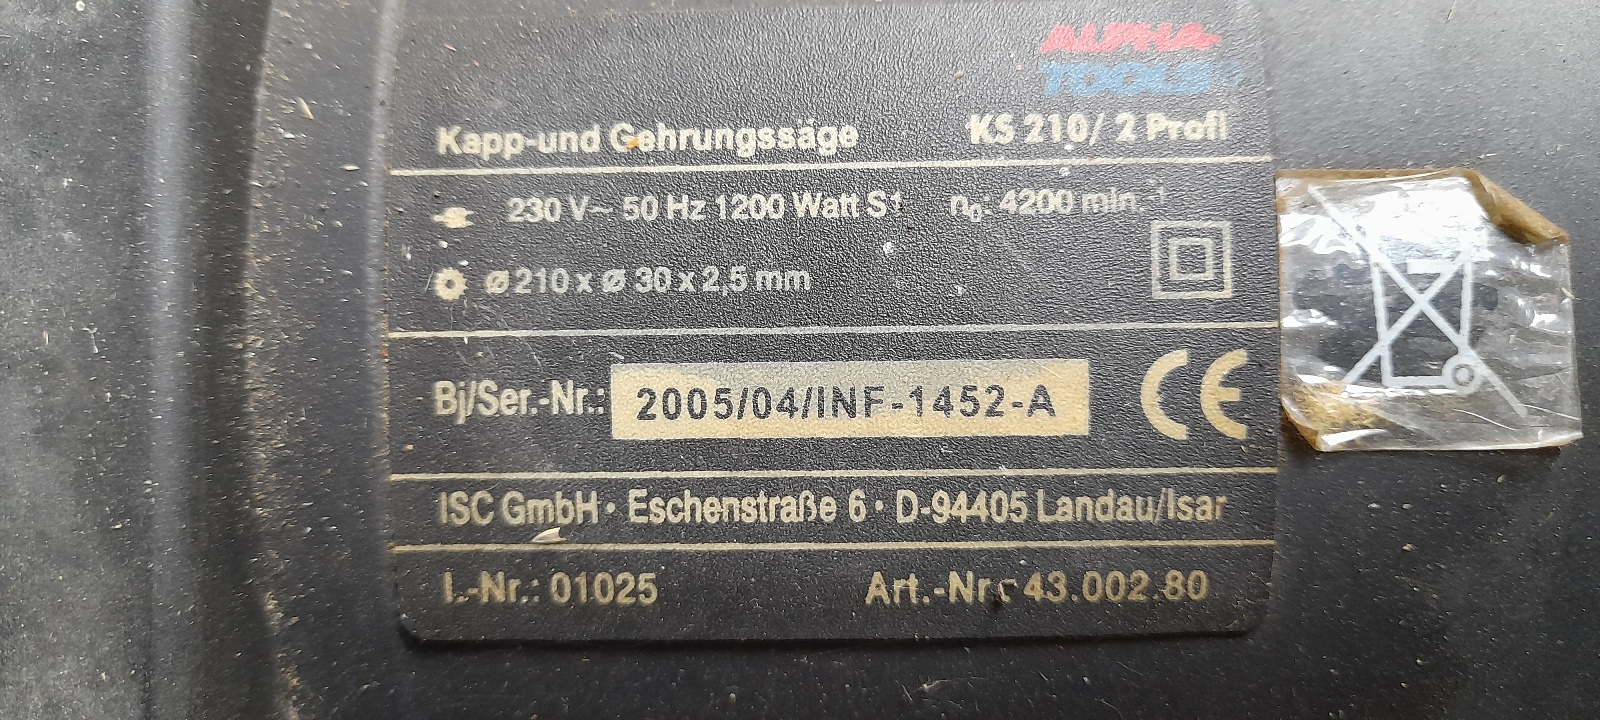 ALPHA-
TOOLS®
Kapp-und Gehrungssäge KS 210/ 2 Profi
230 V~ 50 Hz 1200 Watt S1 n₀: 4200 min.⁻¹
ø 210 x ø 30 x 2,5 mm
Bj/Ser.-Nr.: 2005/04/INF-1452-A CE
ISC GmbH · Eschenstraße 6 · D-94405 Landau/Isar
I.-Nr.: 01025 Art.-Nr.: 43.002.80